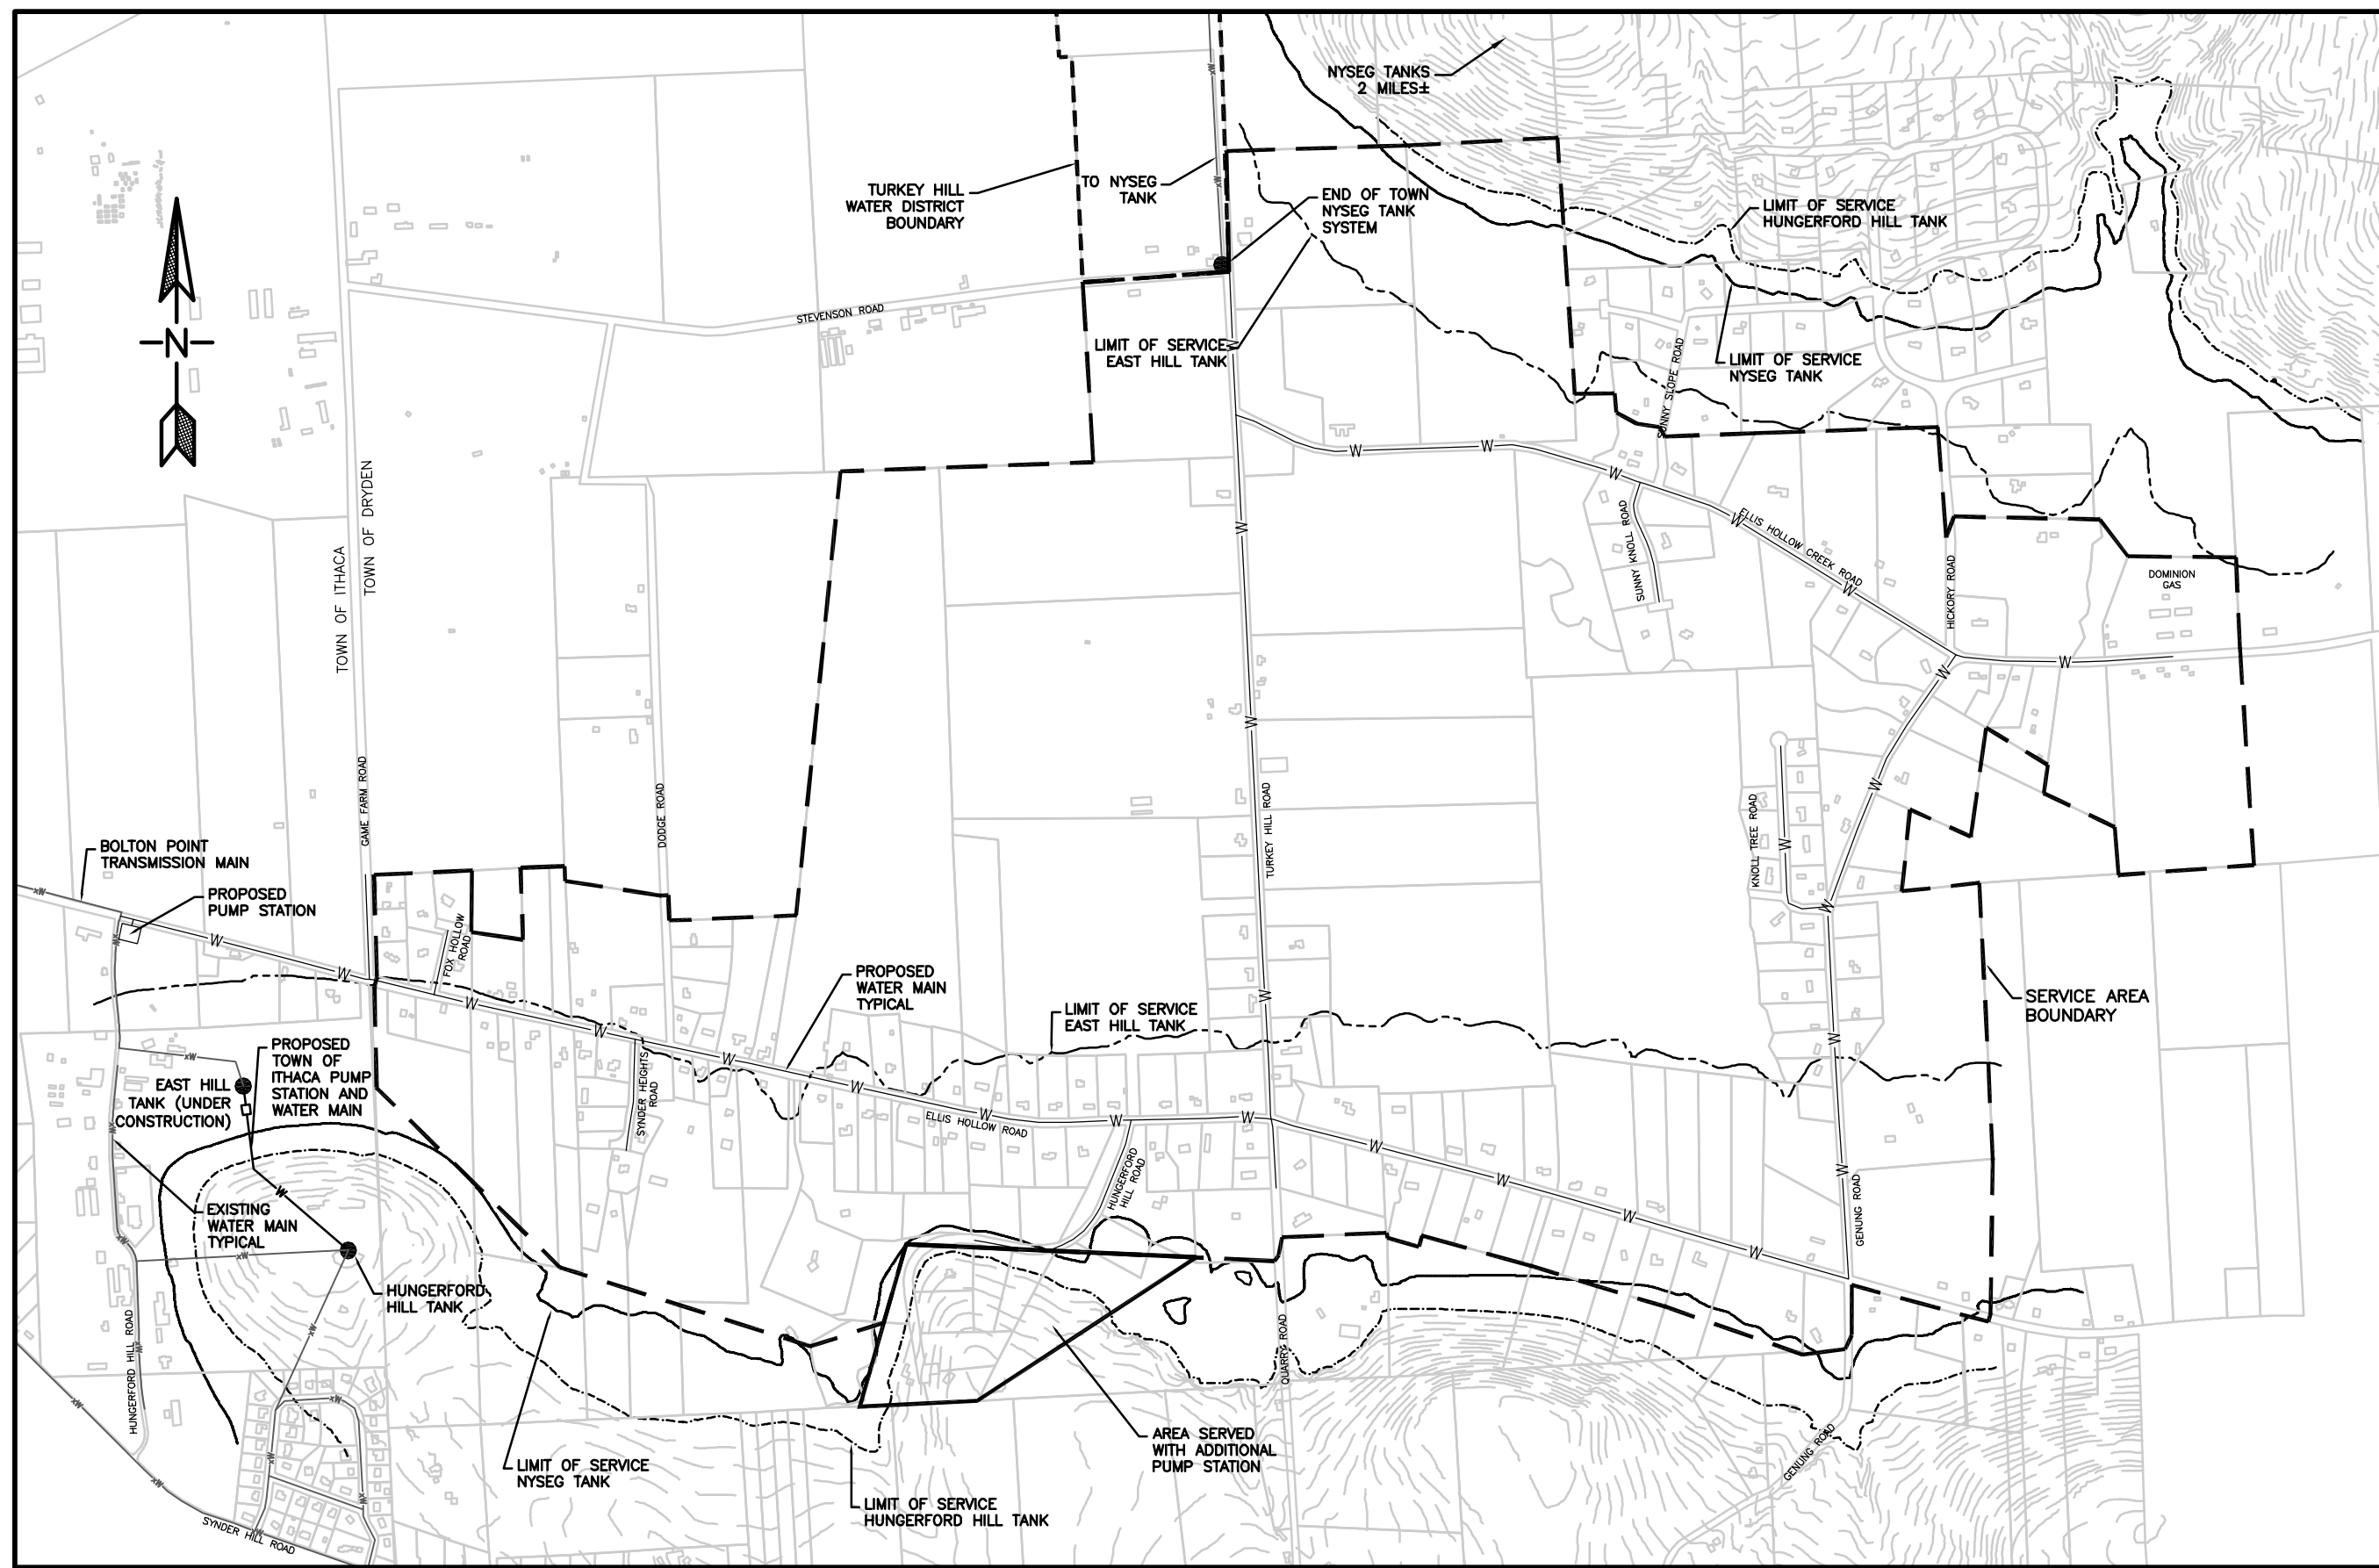 NYSEG TANKS
2 MILES±
TURKEY HILL
WATER DISTRICT
BOUNDARY
TO NYSEG
TANK
END OF TOWN
NYSEG TANK
SYSTEM
LIMIT OF SERVICE
HUNGERFORD HILL TANK
STEVENSON ROAD
LIMIT OF SERVICE
EAST HILL TANK
LIMIT OF SERVICE
NYSEG TANK
SUNNY SLOPE ROAD
N
TOWN OF ITHACA
TOWN OF DRYDEN
SUNNY KNOLL ROAD
ELLIS HOLLOW CREEK ROAD
HICKORY ROAD
DOMINION
GAS
GAME FARM ROAD
DODGE ROAD
TURKEY HILL ROAD
KNOLL TREE ROAD
BOLTON POINT
TRANSMISSION MAIN
PROPOSED
PUMP STATION
FOX HOLLOW
ROAD
PROPOSED
WATER MAIN
TYPICAL
LIMIT OF SERVICE
EAST HILL TANK
SERVICE AREA
BOUNDARY
PROPOSED
TOWN OF
ITHACA PUMP
STATION AND
WATER MAIN
EAST HILL
TANK (UNDER
CONSTRUCTION)
SYNDER HEIGHTS
ROAD
ELLIS HOLLOW ROAD
HUNGERFORD
HILL ROAD
GENUNG ROAD
EXISTING
WATER MAIN
TYPICAL
HUNGERFORD
HILL TANK
HUNGERFORD HILL ROAD
QUARRY ROAD
LIMIT OF SERVICE
NYSEG TANK
AREA SERVED
WITH ADDITIONAL
PUMP STATION
GENUNG ROAD
LIMIT OF SERVICE
HUNGERFORD HILL TANK
SYNDER HILL ROAD